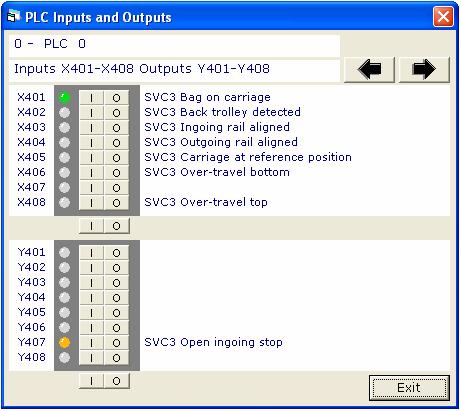 PLC Inputs and Outputs
0 - PLC 0
Inputs X401-X408 Outputs Y401-Y408
X401 I O SVC3 Bag on carriage
X402 I O SVC3 Back trolley detected
X403 I O SVC3 Ingoing rail aligned
X404 I O SVC3 Outgoing rail aligned
X405 I O SVC3 Carriage at reference position
X406 I O SVC3 Over-travel bottom
X407 I O
X408 I O SVC3 Over-travel top
I O
Y401 I O
Y402 I O
Y403 I O
Y404 I O
Y405 I O
Y406 I O
Y407 I O SVC3 Open ingoing stop
Y408 I O
I O
Exit